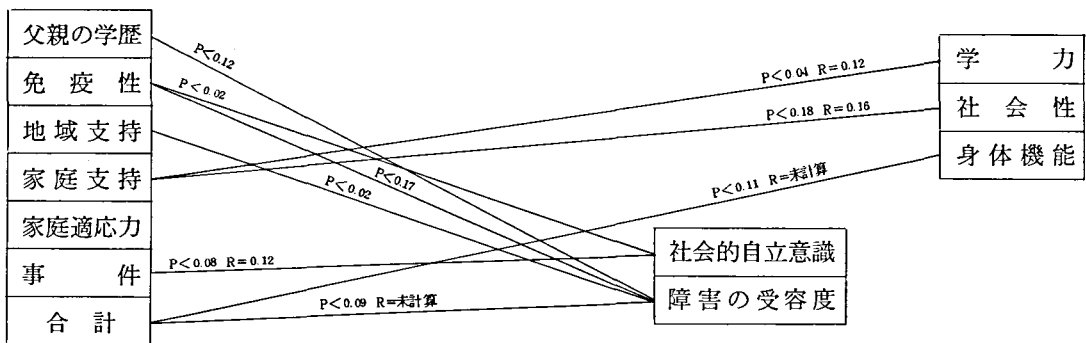 父親の学歴
免疫性
地域支持
家庭支持
家庭適応力
事件
合計
P<0.12
P<0.02
P<0.17
P<0.02
P<0.08 R=0.12
P<0.09 R=未計算
P<0.04 R=0.12
P<0.18 R=0.16
P<0.11 R=未計算
社会的自立意識
障害の受容度
学力
社会性
身体機能